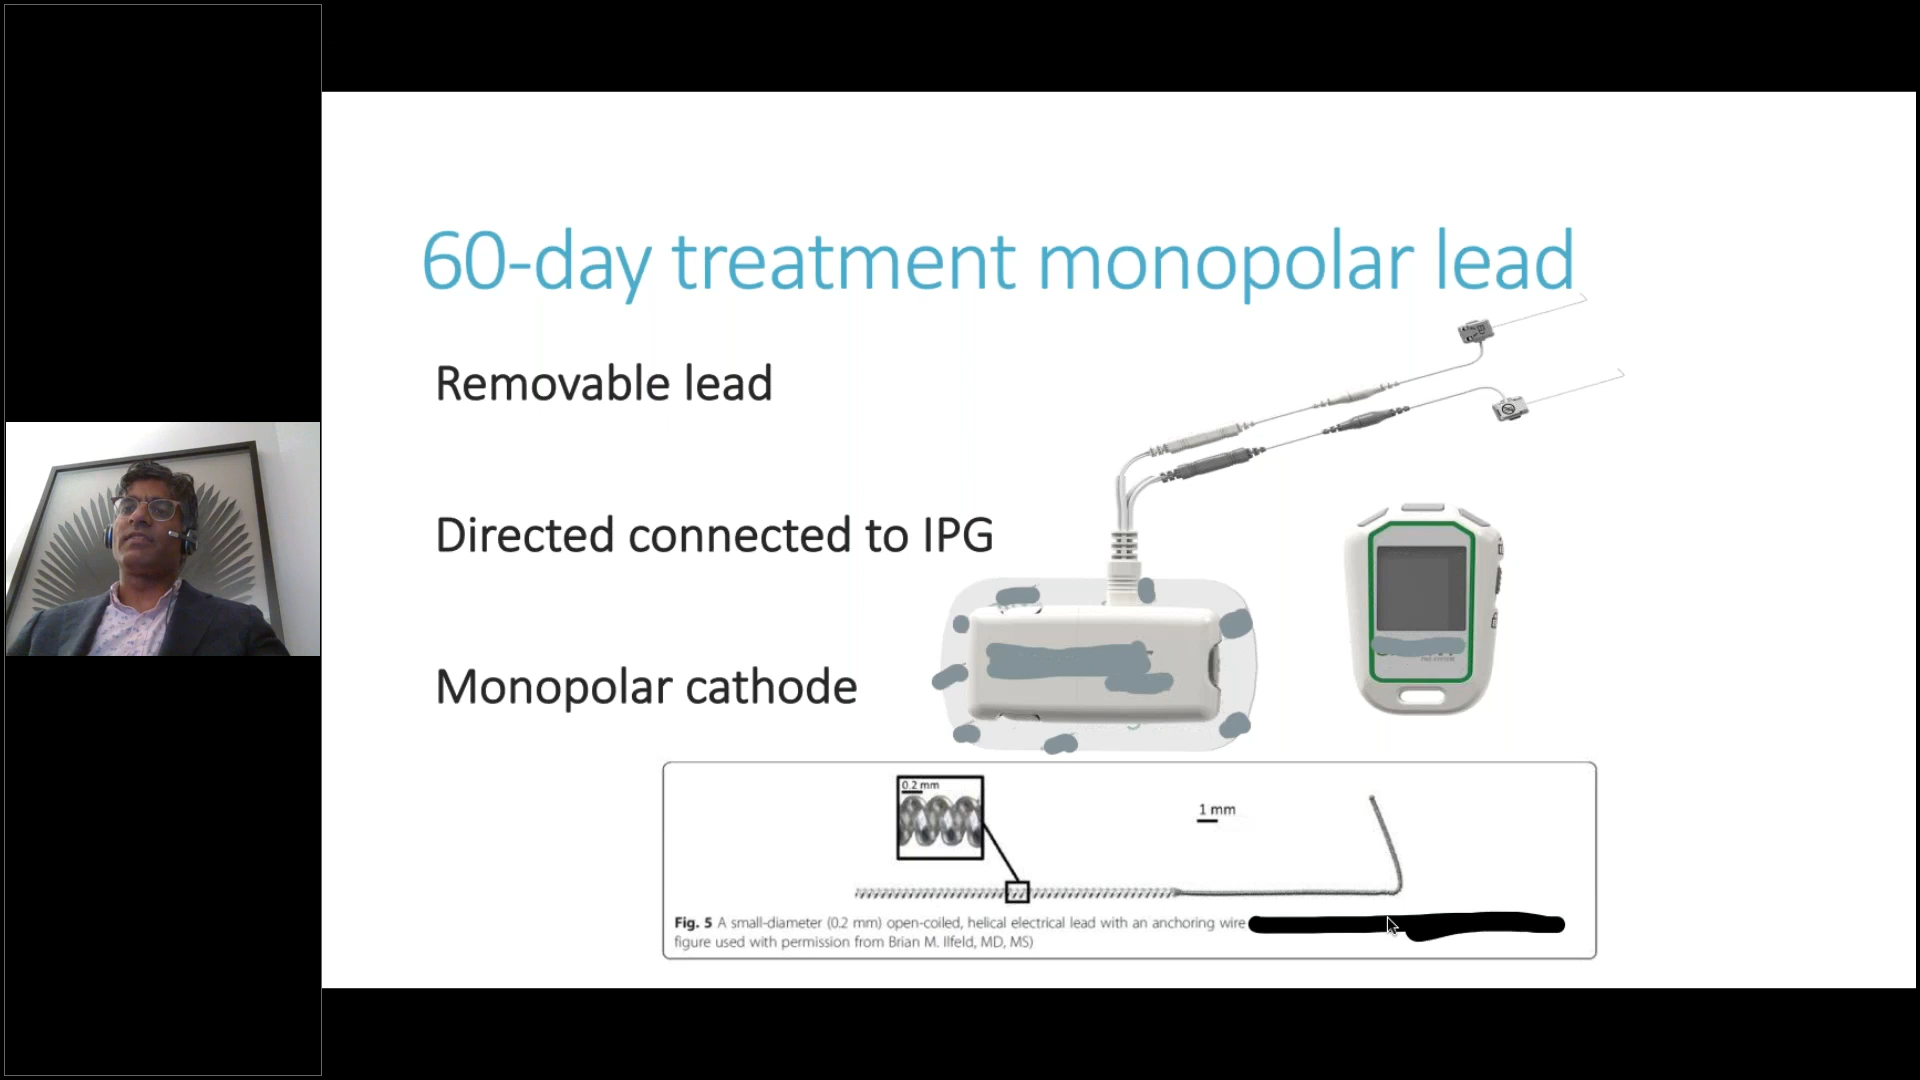 60-day treatment monopolar lead
Removable lead
Directed connected to IPG
Monopolar cathode
0.2 mm
1 mm
Fig. 5 A small-diameter (0.2 mm) open-coiled, helical electrical lead with an anchoring wire
figure used with permission from Brian M. Ilfeld, MD, MS)